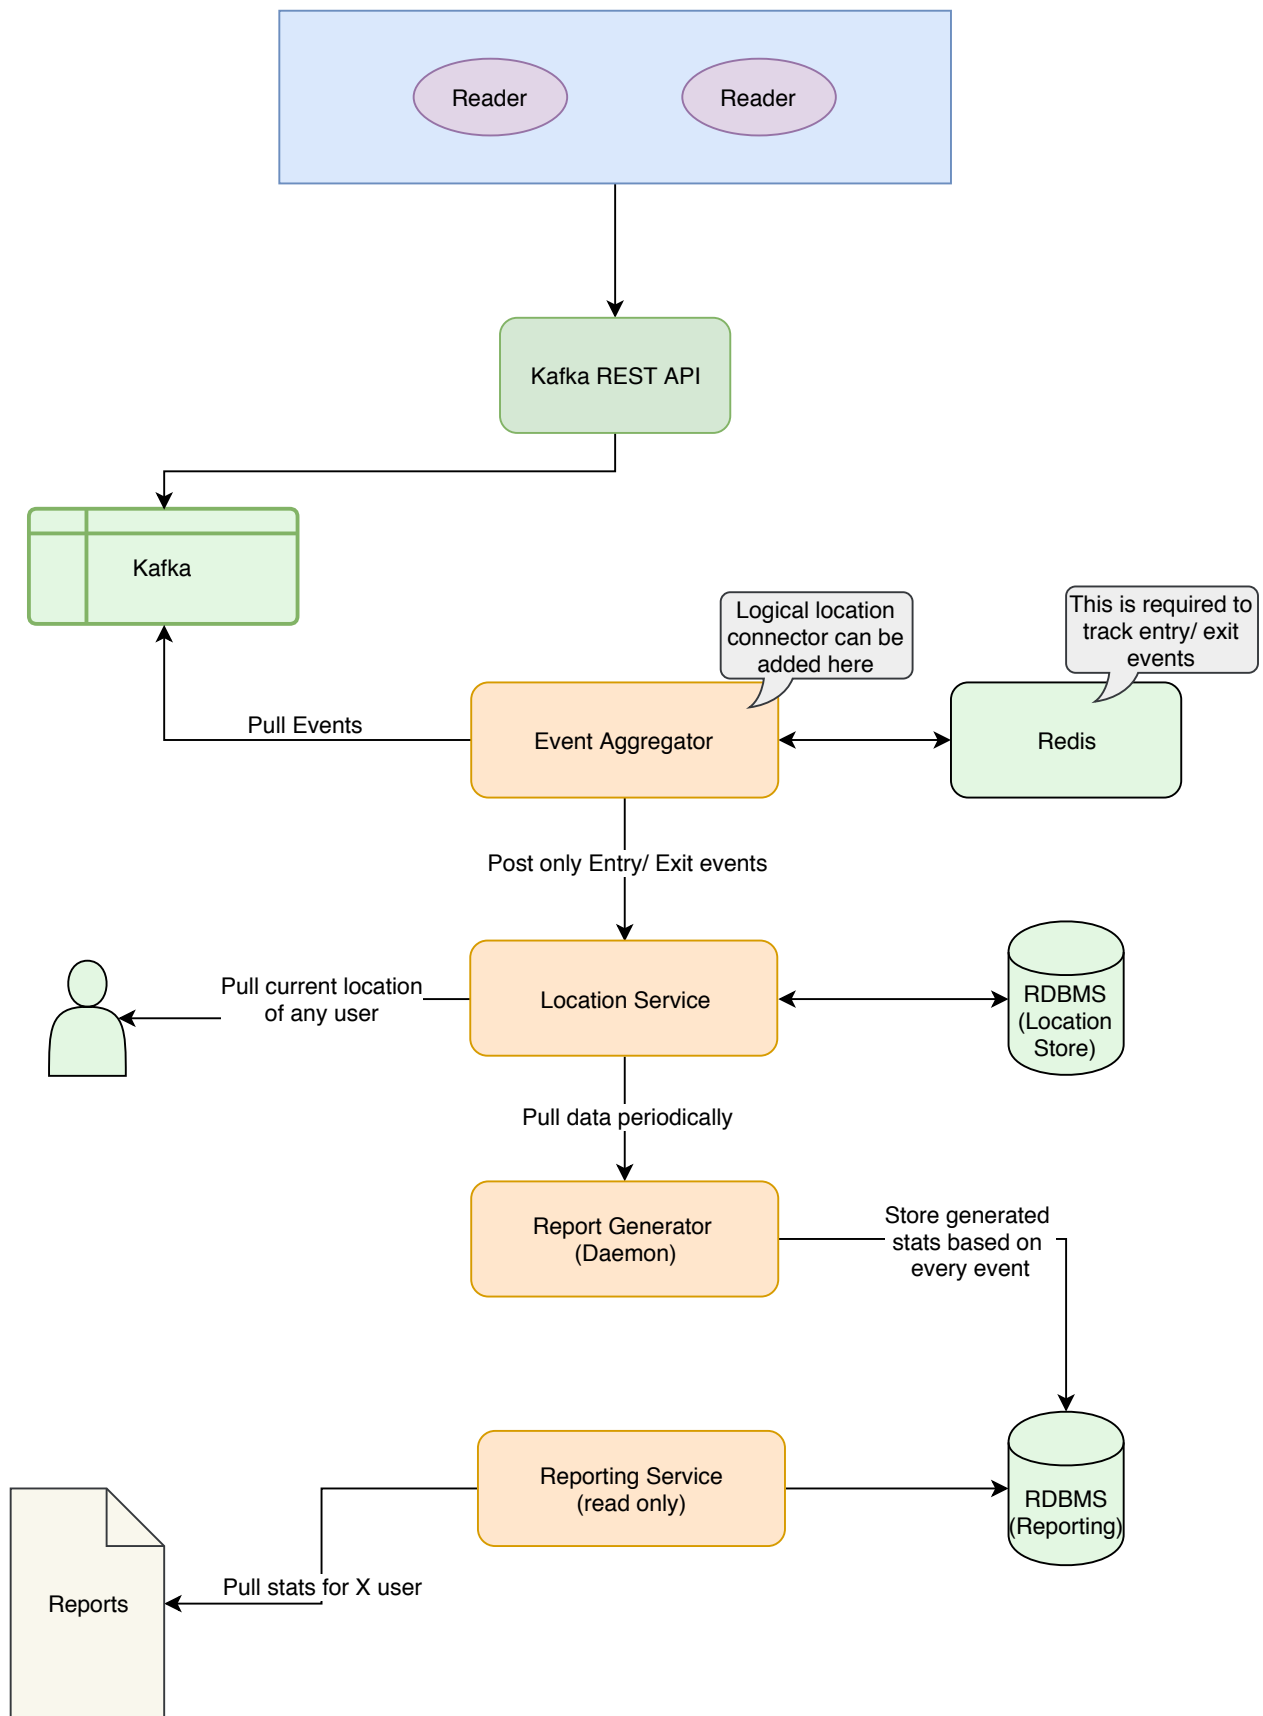 Reader
Reader
Kafka REST API
Kafka
Logical location
connector can be
added here
This is required to
track entry/ exit
events
Pull Events
Event Aggregator
Redis
Post only Entry/ Exit events
Pull current location
of any user
Location Service
RDBMS
(Location
Store)
Pull data periodically
Report Generator
(Daemon)
Store generated
stats based on
every event
Reporting Service
(read only)
RDBMS
(Reporting)
Pull stats for X user
Reports